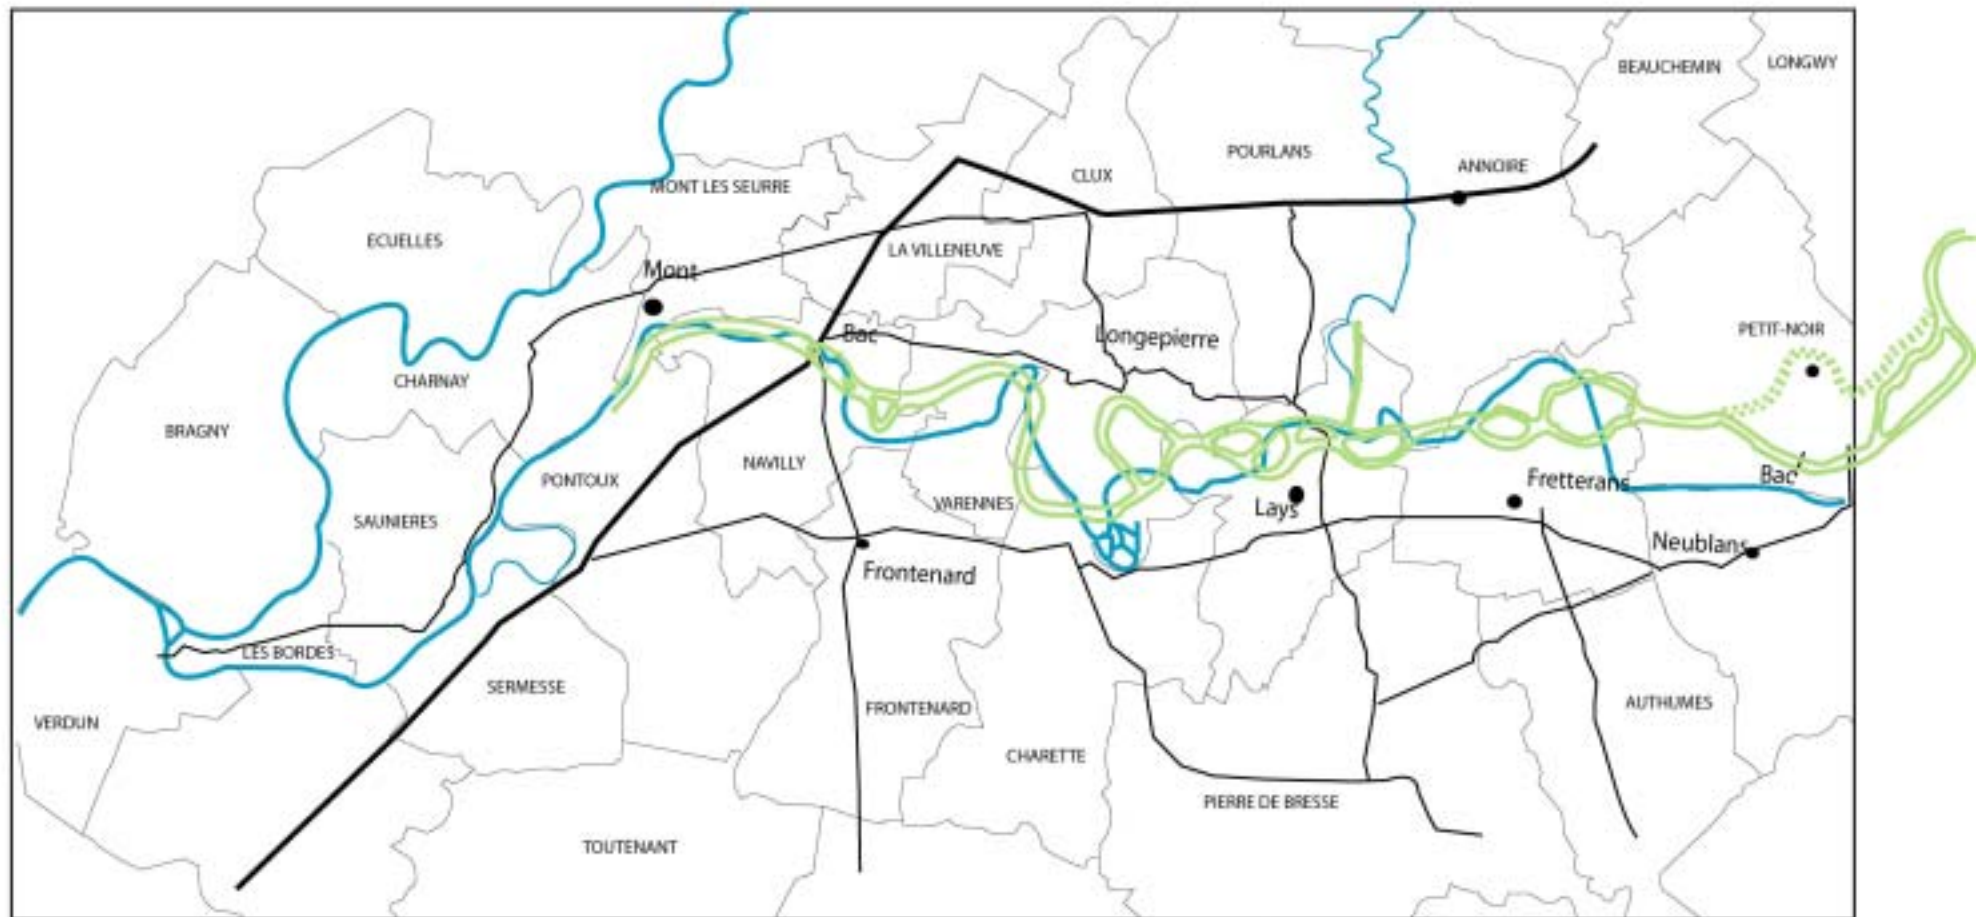 BEAUCHEMIN
LONGWY
POURLANS
ANNOIRE
CLUX
MONT LES SEURRE
ECUELLES
LA VILLENEUVE
Mont
Bac
Longepierre
PETIT-NOIR
CHARNAY
BRAGNY
NAVILLY
PONTOUX
VARENNES
Fretterans
Bac
Lays
SAUNIERES
Neublans
Frontenard
LES BORDES
SERMESSE
FRONTENARD
AUTHUMES
VERDUN
CHARETTE
PIERRE DE BRESSE
TOUTENANT